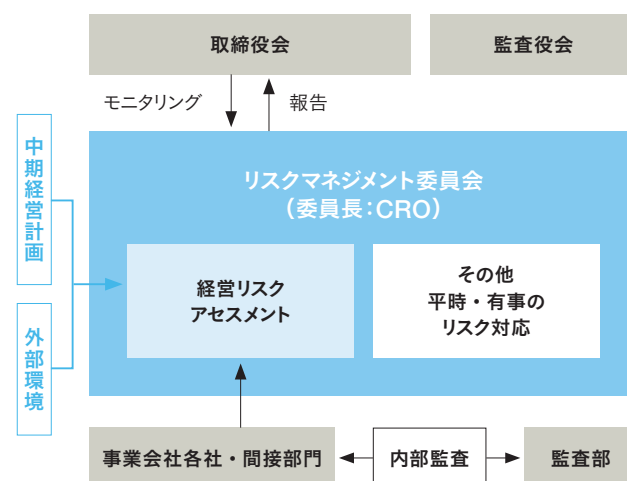 取締役会
監査役会
モニタリング
報告
中期経営計画
外部環境
リスクマネジメント委員会
（委員長：CRO）
経営リスク
アセスメント
その他
平時・有事の
リスク対応
事業会社各社・間接部門
内部監査
監査部